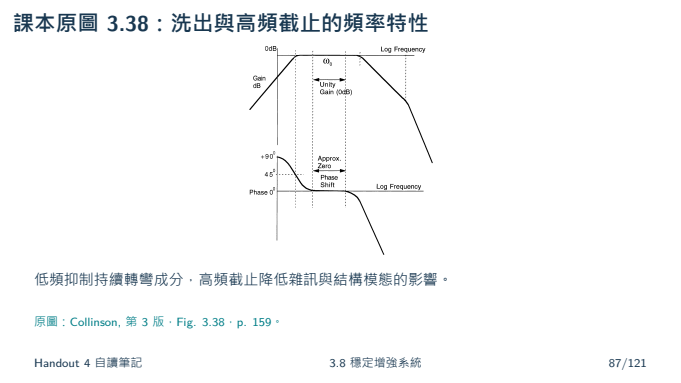 課本原圖 3.38：洗出與高頻截止的頻率特性
0dB
Log Frequency
ω₀
Gain
dB
Unity
Gain (0dB)
+90⁰
Approx.
Zero
45⁰
Phase
Shift
Phase 0⁰
Log Frequency
低頻抑制持續轉彎成分，高頻截止降低雜訊與結構模態的影響。
原圖：Collinson, 第 3 版，Fig. 3.38，p. 159。
Handout 4 自讀筆記
3.8 穩定增強系統
87/121